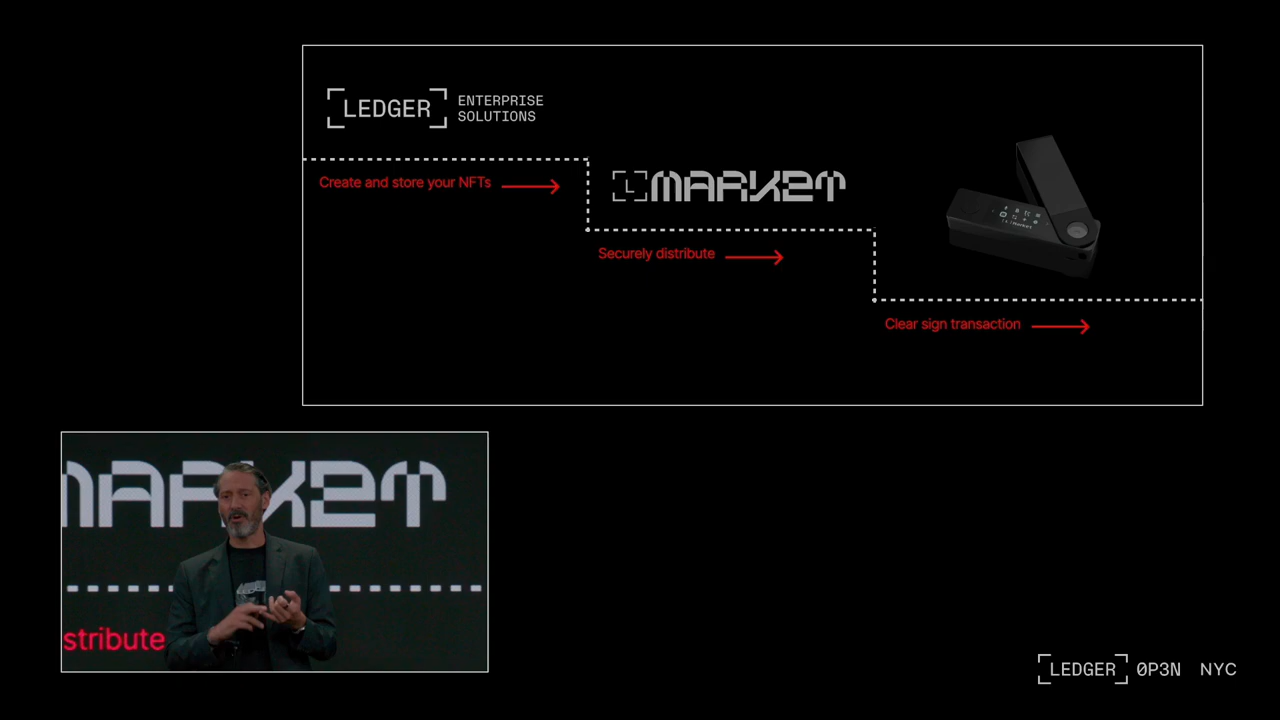 [LEDGER] ENTERPRISE
SOLUTIONS
Create and store your NFTs
[L] MARKET
Securely distribute
Clear sign transaction
MARKET
stribute
[LEDGER] 0P3N NYC